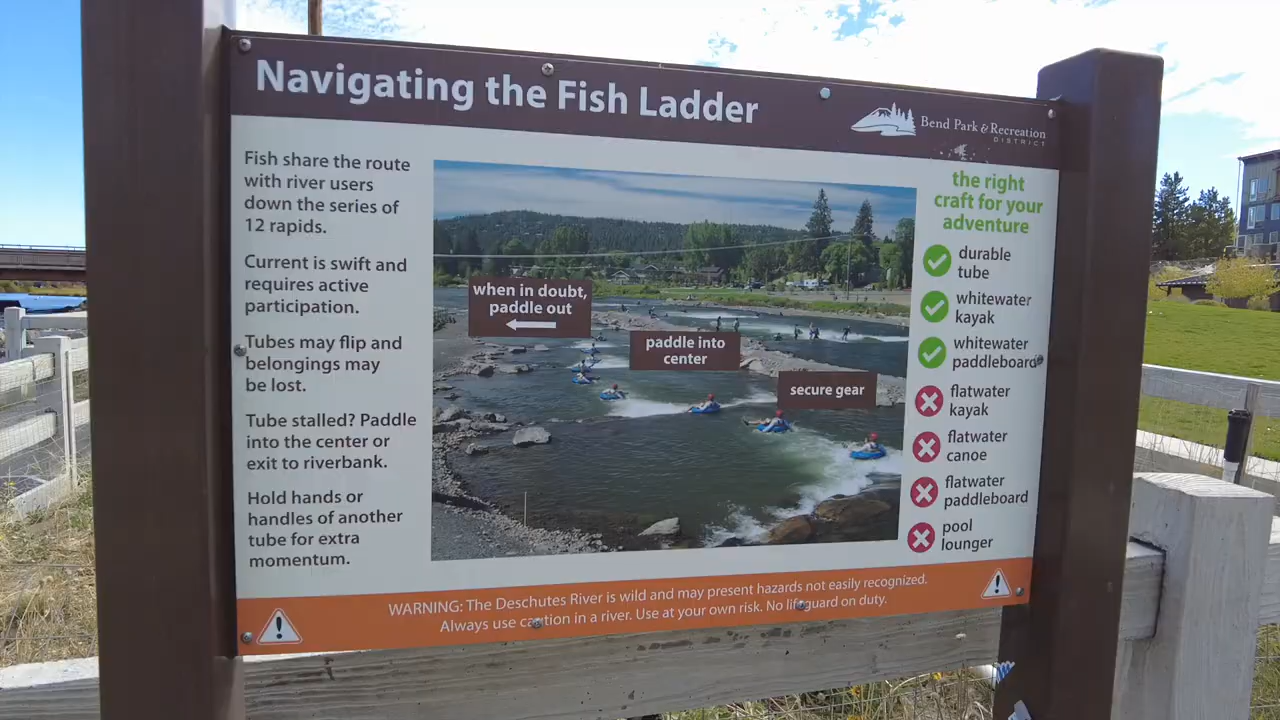 Navigating the Fish Ladder
Bend Park & Recreation
DISTRICT
Fish share the route
with river users
down the series of
12 rapids.
Current is swift and
requires active
participation.
Tubes may flip and
belongings may
be lost.
Tube stalled? Paddle
into the center or
exit to riverbank.
Hold hands or
handles of another
tube for extra
momentum.
when in doubt,
paddle out
paddle into
center
secure gear
the right
craft for your
adventure
durable
tube
whitewater
kayak
whitewater
paddleboard
flatwater
kayak
flatwater
canoe
flatwater
paddleboard
pool
lounger
WARNING: The Deschutes River is wild and may present hazards not easily recognized.
Always use caution in a river. Use at your own risk. No lifeguard on duty.